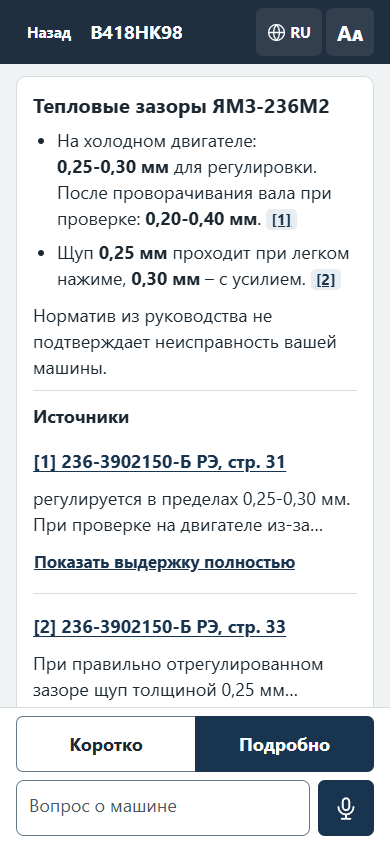 Назад
В418НК98
RU
Aa
Тепловые зазоры ЯМЗ-236М2
• На холодном двигателе:
0,25-0,30 мм для регулировки.
После проворачивания вала при
проверке: 0,20-0,40 мм. [1]
• Щуп 0,25 мм проходит при легком
нажиме, 0,30 мм – с усилием. [2]
Норматив из руководства не
подтверждает неисправность вашей
машины.
Источники
[1] 236-3902150-Б РЭ, стр. 31
регулируется в пределах 0,25-0,30 мм.
При проверке на двигателе из-за...
Показать выдержку полностью
[2] 236-3902150-Б РЭ, стр. 33
При правильно отрегулированном
зазоре щуп толщиной 0,25 мм...
Коротко
Подробно
Вопрос о машине